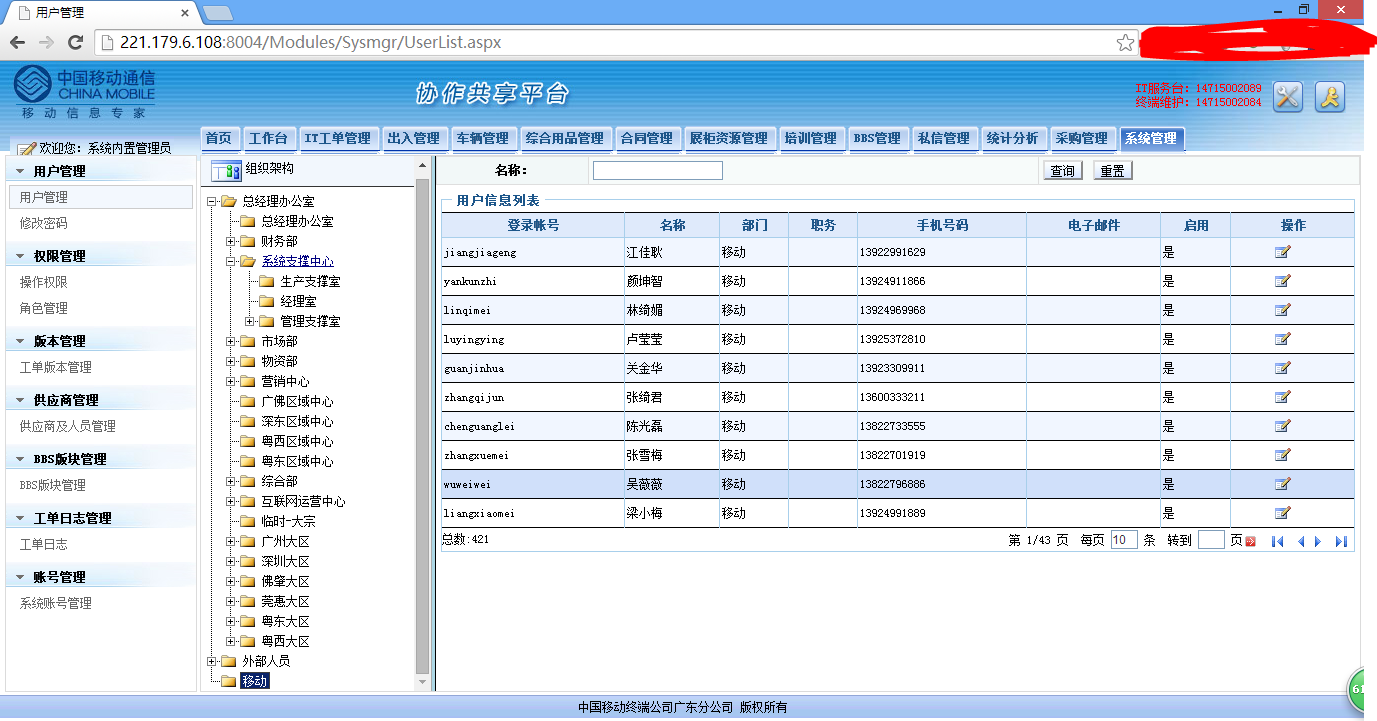 用户管理
221.179.6.108:8004/Modules/Sysmgr/UserList.aspx
中国移动通信
CHINA MOBILE
移动信息专家
协作共享平台
IT服务台: 14715002089
终端维护: 14715002084
欢迎您: 系统内置管理员
首页 工作台 IT工单管理 出入管理 车辆管理 综合用品管理 合同管理 展柜资源管理 培训管理 BBS管理 私信管理 统计分析 采购管理 系统管理
用户管理
用户管理
修改密码
权限管理
操作权限
角色管理
版本管理
工单版本管理
供应商管理
供应商及人员管理
BBS版块管理
BBS版块管理
工单日志管理
工单日志
账号管理
系统账号管理
组织架构
总经理办公室
总经理办公室
财务部
系统支撑中心
生产支撑室
经理室
管理支撑室
市场部
物资部
营销中心
广佛区域中心
深东区域中心
粤西区域中心
粤东区域中心
综合部
互联网运营中心
临时-大宗
广州大区
深圳大区
佛肇大区
莞惠大区
粤东大区
粤西大区
外部人员
移动
名称: 查询 重置
用户信息列表
登录帐号 名称 部门 职务 手机号码 电子邮件 启用 操作
jiangjiageng 江佳耿 移动 13922991629 是
yankunzhi 颜坤智 移动 13924911866 是
linqimei 林绮媚 移动 13924969968 是
luyingying 卢莹莹 移动 13925372810 是
guanjinhua 关金华 移动 13923309911 是
zhangqijun 张绮君 移动 13600333211 是
chenguanglei 陈光磊 移动 13822733555 是
zhangxuemei 张雪梅 移动 13822701919 是
wuweiwei 吴薇薇 移动 13822796886 是
liangxiaomei 梁小梅 移动 13924991889 是
总数:421 第 1/43 页 每页 10 条 转到 页
61
中国移动终端公司广东分公司 版权所有